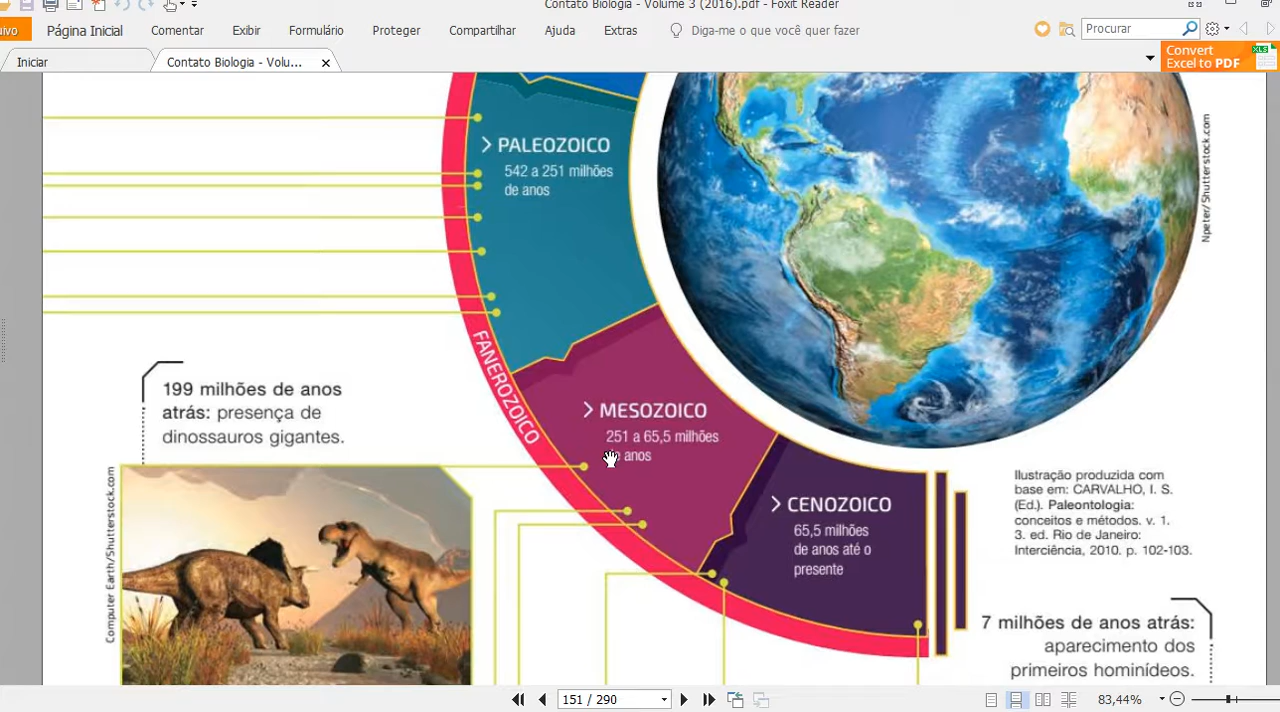 Contato Biologia - Volume 3 (2016).pdf - Foxit Reader
Página Inicial
Comentar
Exibir
Formulário
Proteger
Compartilhar
Ajuda
Extras
Diga-me o que você quer fazer
Procurar
Iniciar
Contato Biologia - Volu...
Convert
Excel to PDF
XLS
PALEOZOICO
542 a 251 milhões
de anos
Npeter/Shutterstock.com
FANEROZOICO
199 milhões de anos
atrás: presença de
dinossauros gigantes.
MESOZOICO
251 a 65,5 milhões
anos
Computer Earth/Shutterstock.com
CENOZOICO
65,5 milhões
de anos até o
presente
Ilustração produzida com
base em: CARVALHO, I. S.
(Ed.). Paleontologia:
conceitos e métodos. v. 1.
3. ed. Rio de Janeiro:
Interciência, 2010. p. 102-103.
7 milhões de anos atrás:
aparecimento dos
primeiros hominídeos.
151 / 290
83,44%